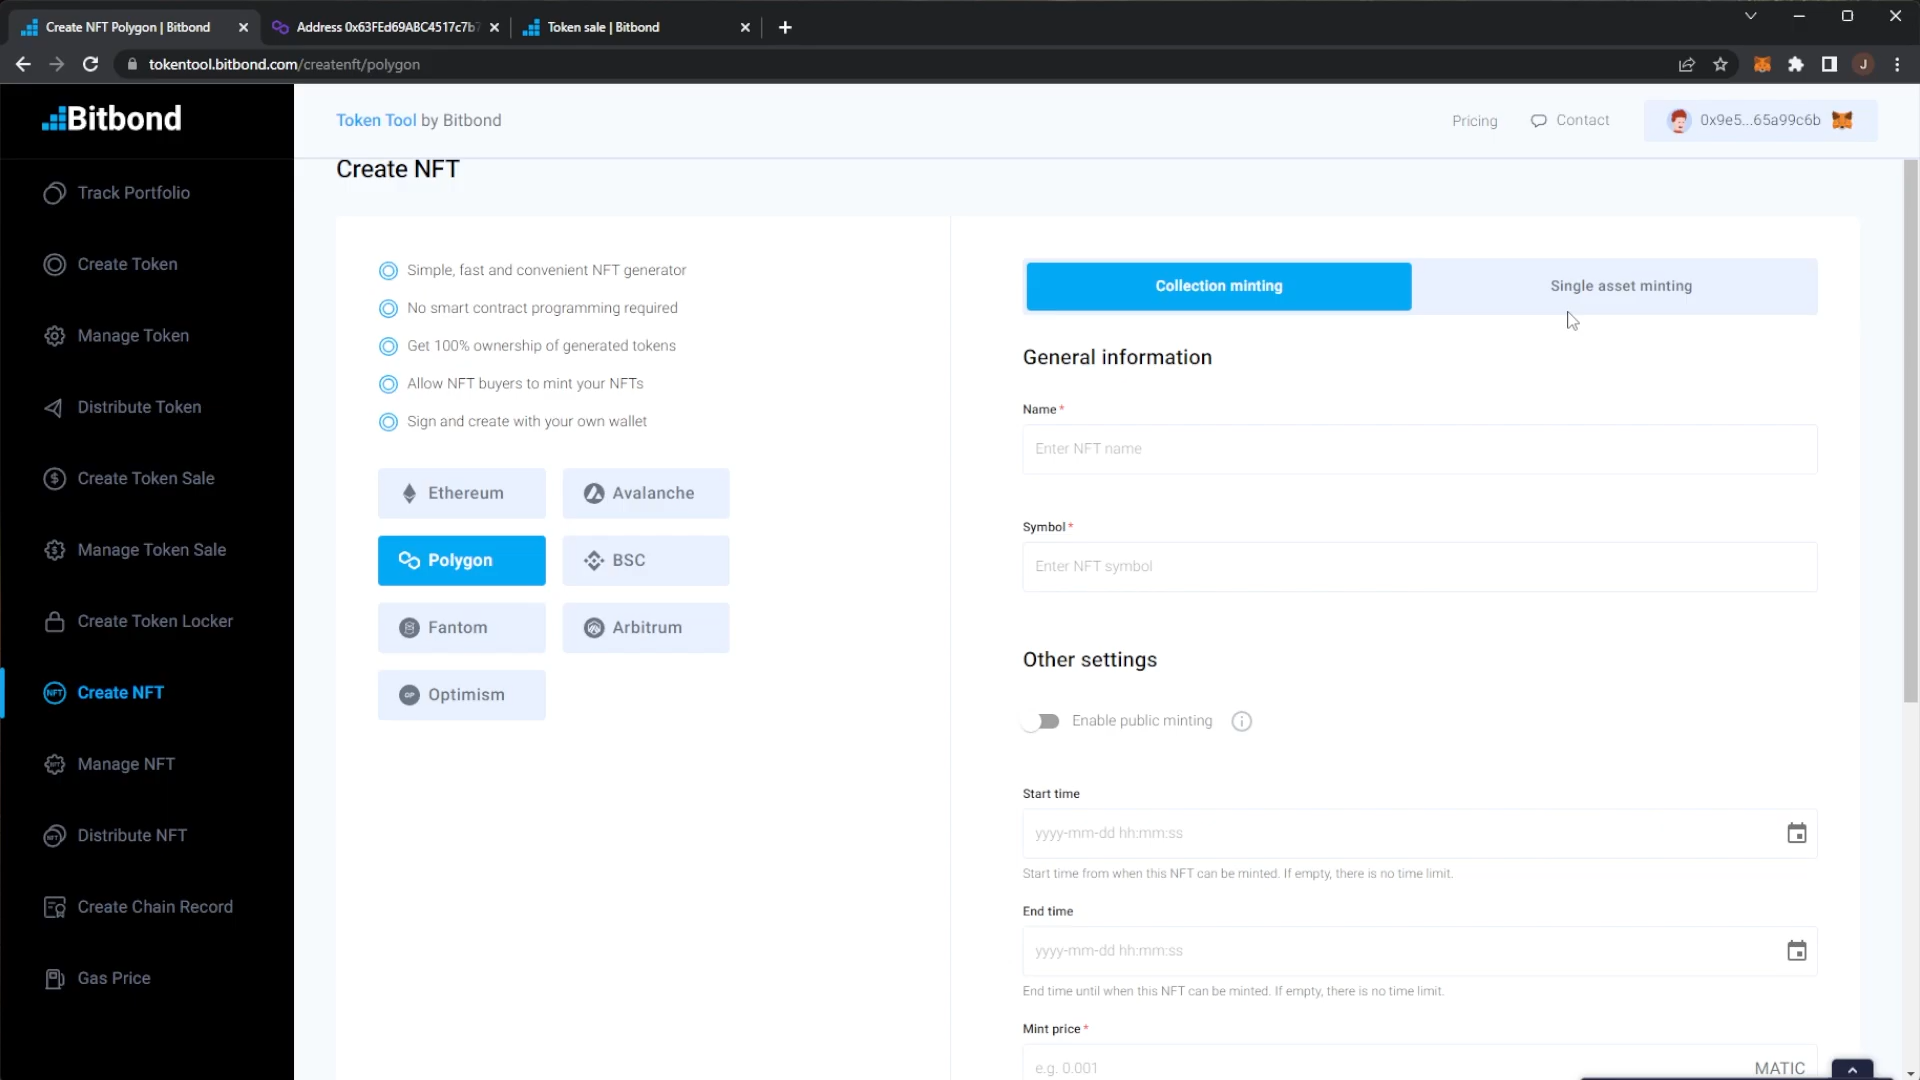 Create NFT Polygon | Bitbond
Address 0x63FEd69ABC4517c7b
Token sale | Bitbond
tokentool.bitbond.com/createnft/polygon
J
Bitbond
Token Tool by Bitbond
Pricing
Contact
0x9e5...65a99c6b
Track Portfolio
Create Token
Manage Token
Distribute Token
Create Token Sale
Manage Token Sale
Create Token Locker
NFT Create NFT
Manage NFT
Distribute NFT
Create Chain Record
Gas Price
Create NFT
Simple, fast and convenient NFT generator
No smart contract programming required
Get 100% ownership of generated tokens
Allow NFT buyers to mint your NFTs
Sign and create with your own wallet
Ethereum
Avalanche
Polygon
BSC
Fantom
Arbitrum
OP Optimism
Collection minting
Single asset minting
General information
Name *
Enter NFT name
Symbol *
Enter NFT symbol
Other settings
Enable public minting
Start time
yyyy-mm-dd hh:mm:ss
Start time from when this NFT can be minted. If empty, there is no time limit.
End time
yyyy-mm-dd hh:mm:ss
End time until when this NFT can be minted. If empty, there is no time limit.
Mint price *
e.g. 0.001
MATIC